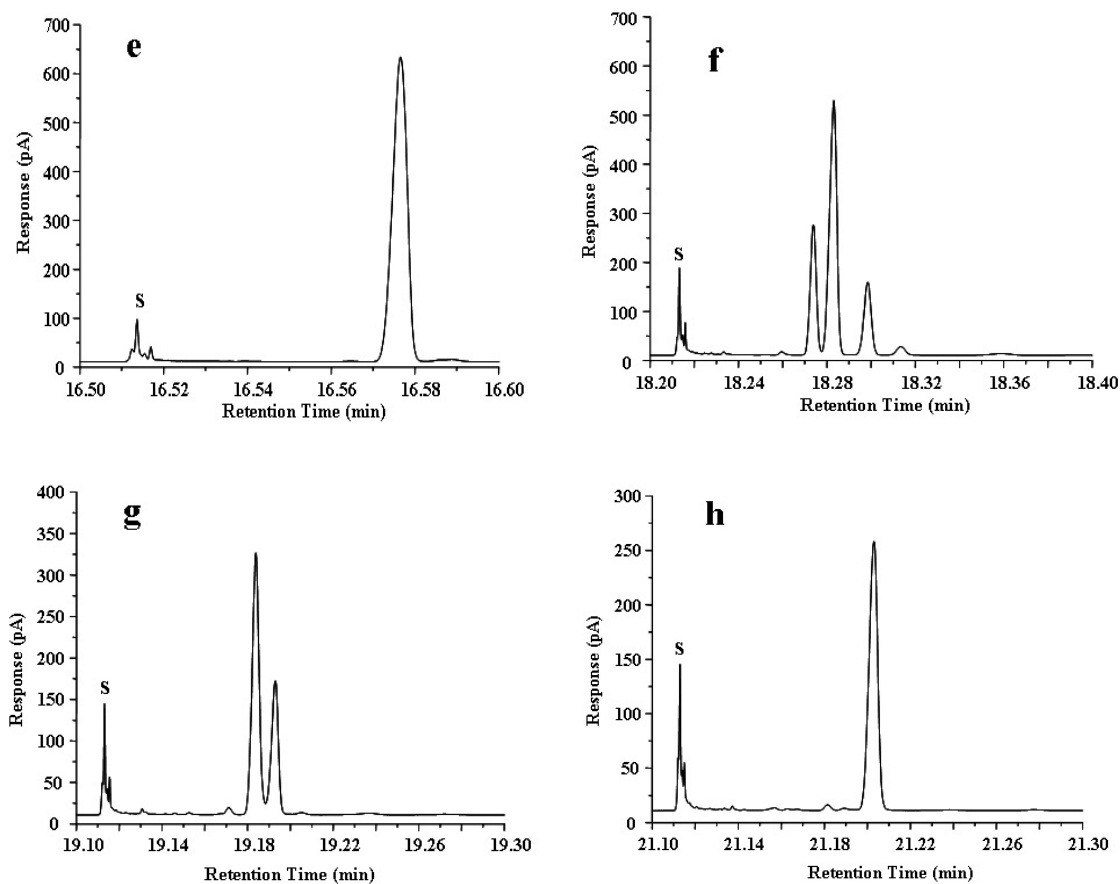 e
700
600
500
400
300
200
100
0
Response (pA)
s
16.50 16.52 16.54 16.56 16.58 16.60
Retention Time (min)
f
700
600
500
400
300
200
100
0
Response (pA)
s
18.20 18.24 18.28 18.32 18.36 18.40
Retention Time (min)
g
400
350
300
250
200
150
100
50
0
Response (pA)
s
19.10 19.14 19.18 19.22 19.26 19.30
Retention Time (min)
h
300
250
200
150
100
50
0
Response (pA)
s
21.10 21.14 21.18 21.22 21.26 21.30
Retention Time (min)